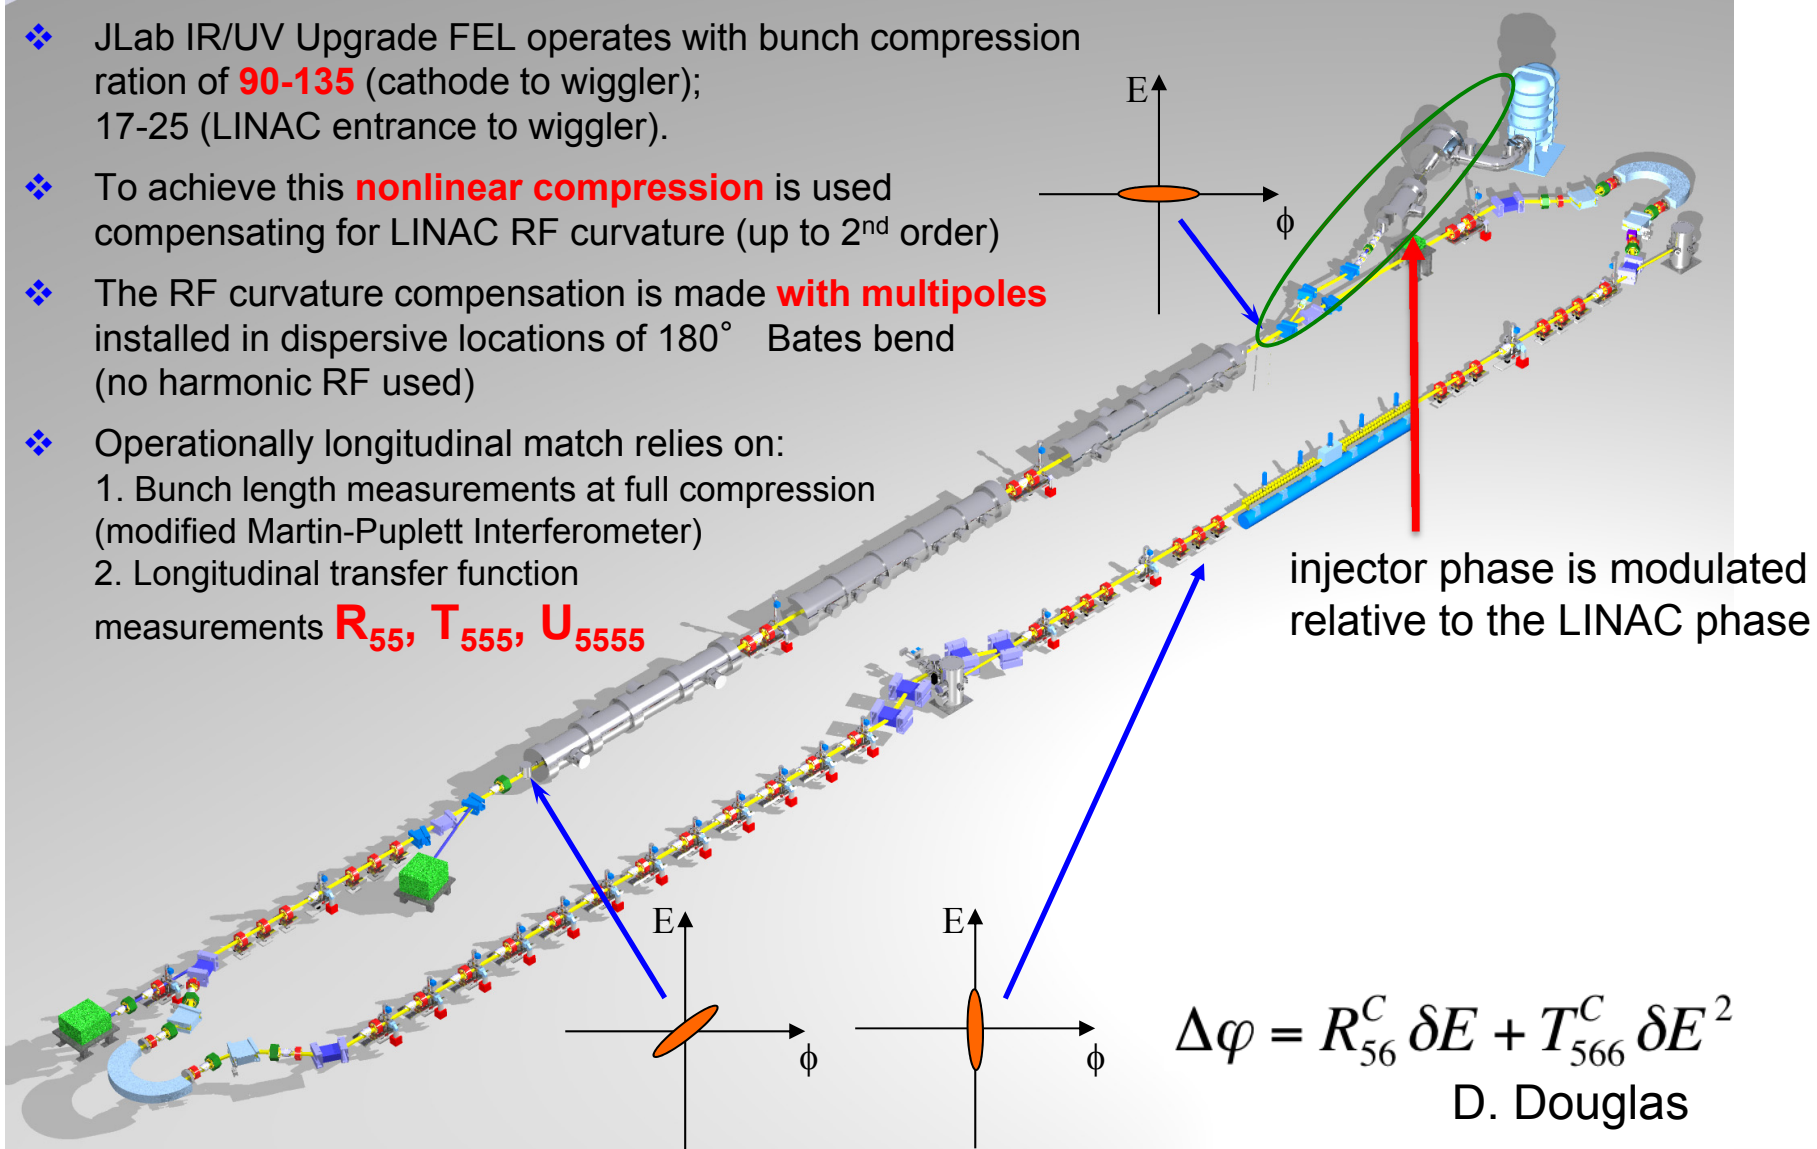 ❖ JLab IR/UV Upgrade FEL operates with bunch compression
ration of 90-135 (cathode to wiggler);
17-25 (LINAC entrance to wiggler).
❖ To achieve this nonlinear compression is used
compensating for LINAC RF curvature (up to 2nd order)
❖ The RF curvature compensation is made with multipoles
installed in dispersive locations of 180° Bates bend
(no harmonic RF used)
❖ Operationally longitudinal match relies on:
1. Bunch length measurements at full compression
(modified Martin-Puplett Interferometer)
2. Longitudinal transfer function
measurements R55, T555, U5555
E
ϕ
injector phase is modulated
relative to the LINAC phase
E
ϕ
E
ϕ
Δφ = R^C_56 δE + T^C_566 δE^2
D. Douglas